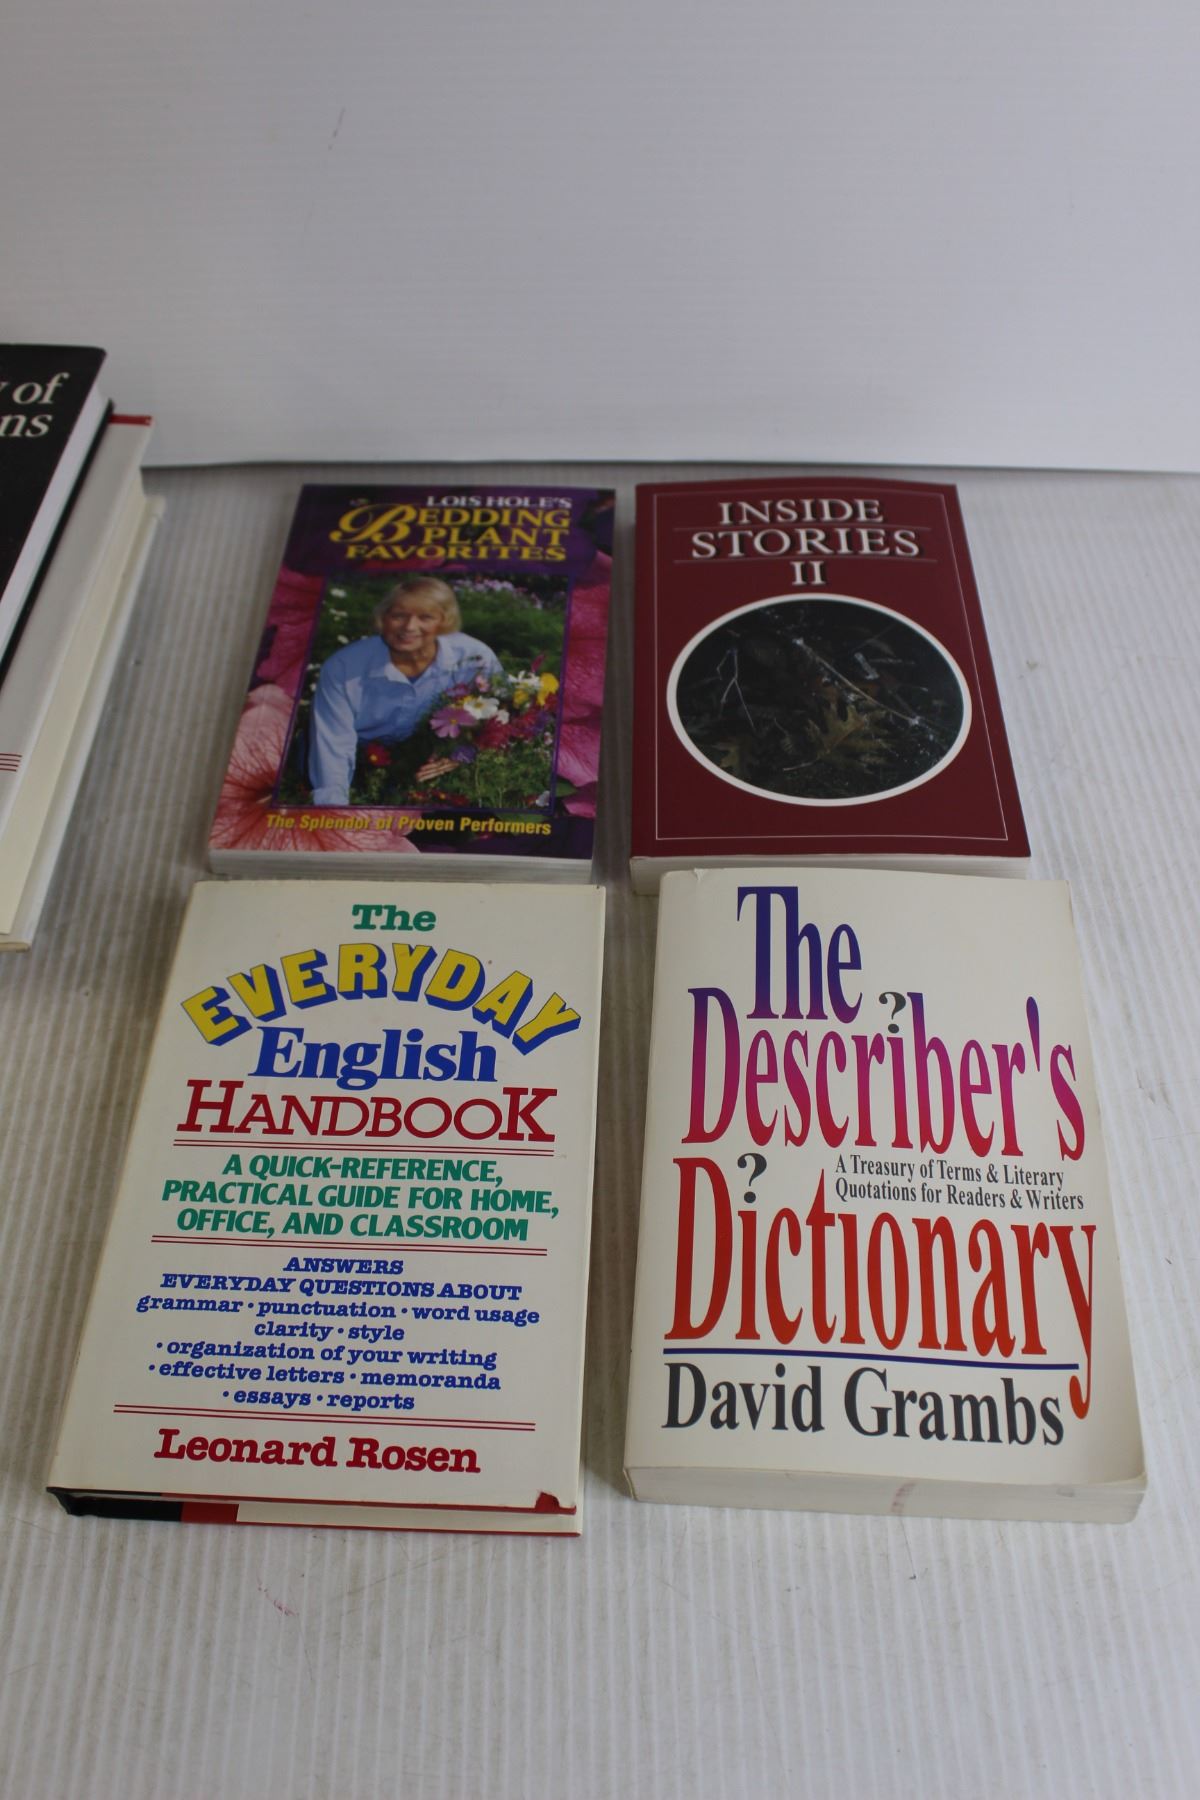 of
ns
LOIS HOLE'S
BEDDING
PLANT
FAVORITES
The Splendor of Proven Performers
INSIDE
STORIES
II
The
EVERYDAY
English
HANDBOOK
A QUICK-REFERENCE,
PRACTICAL GUIDE FOR HOME,
OFFICE, AND CLASSROOM
ANSWERS
EVERYDAY QUESTIONS ABOUT
grammar • punctuation • word usage
clarity • style
• organization of your writing
• effective letters • memoranda
• essays • reports
Leonard Rosen
The
Describer's
Dictionary
A Treasury of Terms & Literary
Quotations for Readers & Writers
David Grambs